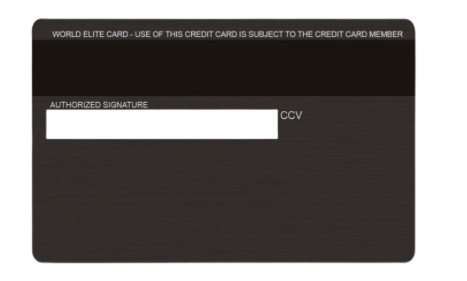 WORLD ELITE CARD - USE OF THIS CREDIT CARD IS SUBJECT TO THE CREDIT CARD MEMBER
AUTHORIZED SIGNATURE
CCV